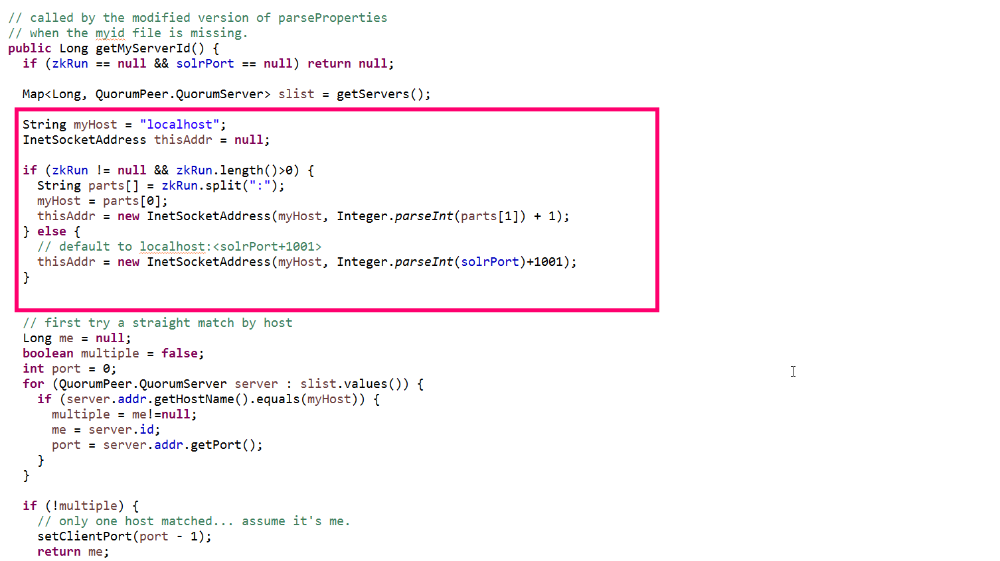 // called by the modified version of parseProperties
// when the myid file is missing.
public Long getMyServerId() {
if (zkRun == null && solrPort == null) return null;
Map<Long, QuorumPeer.QuorumServer> slist = getServers();
String myHost = "localhost";
InetSocketAddress thisAddr = null;
if (zkRun != null && zkRun.length()>0) {
String parts[] = zkRun.split(":");
myHost = parts[0];
thisAddr = new InetSocketAddress(myHost, Integer.parseInt(parts[1]) + 1);
} else {
// default to localhost:<solrPort+1001>
thisAddr = new InetSocketAddress(myHost, Integer.parseInt(solrPort)+1001);
}
// first try a straight match by host
Long me = null;
boolean multiple = false;
int port = 0;
for (QuorumPeer.QuorumServer server : slist.values()) {
if (server.addr.getHostName().equals(myHost)) {
multiple = me!=null;
me = server.id;
port = server.addr.getPort();
}
}
if (!multiple) {
// only one host matched... assume it's me.
setClientPort(port - 1);
return me;